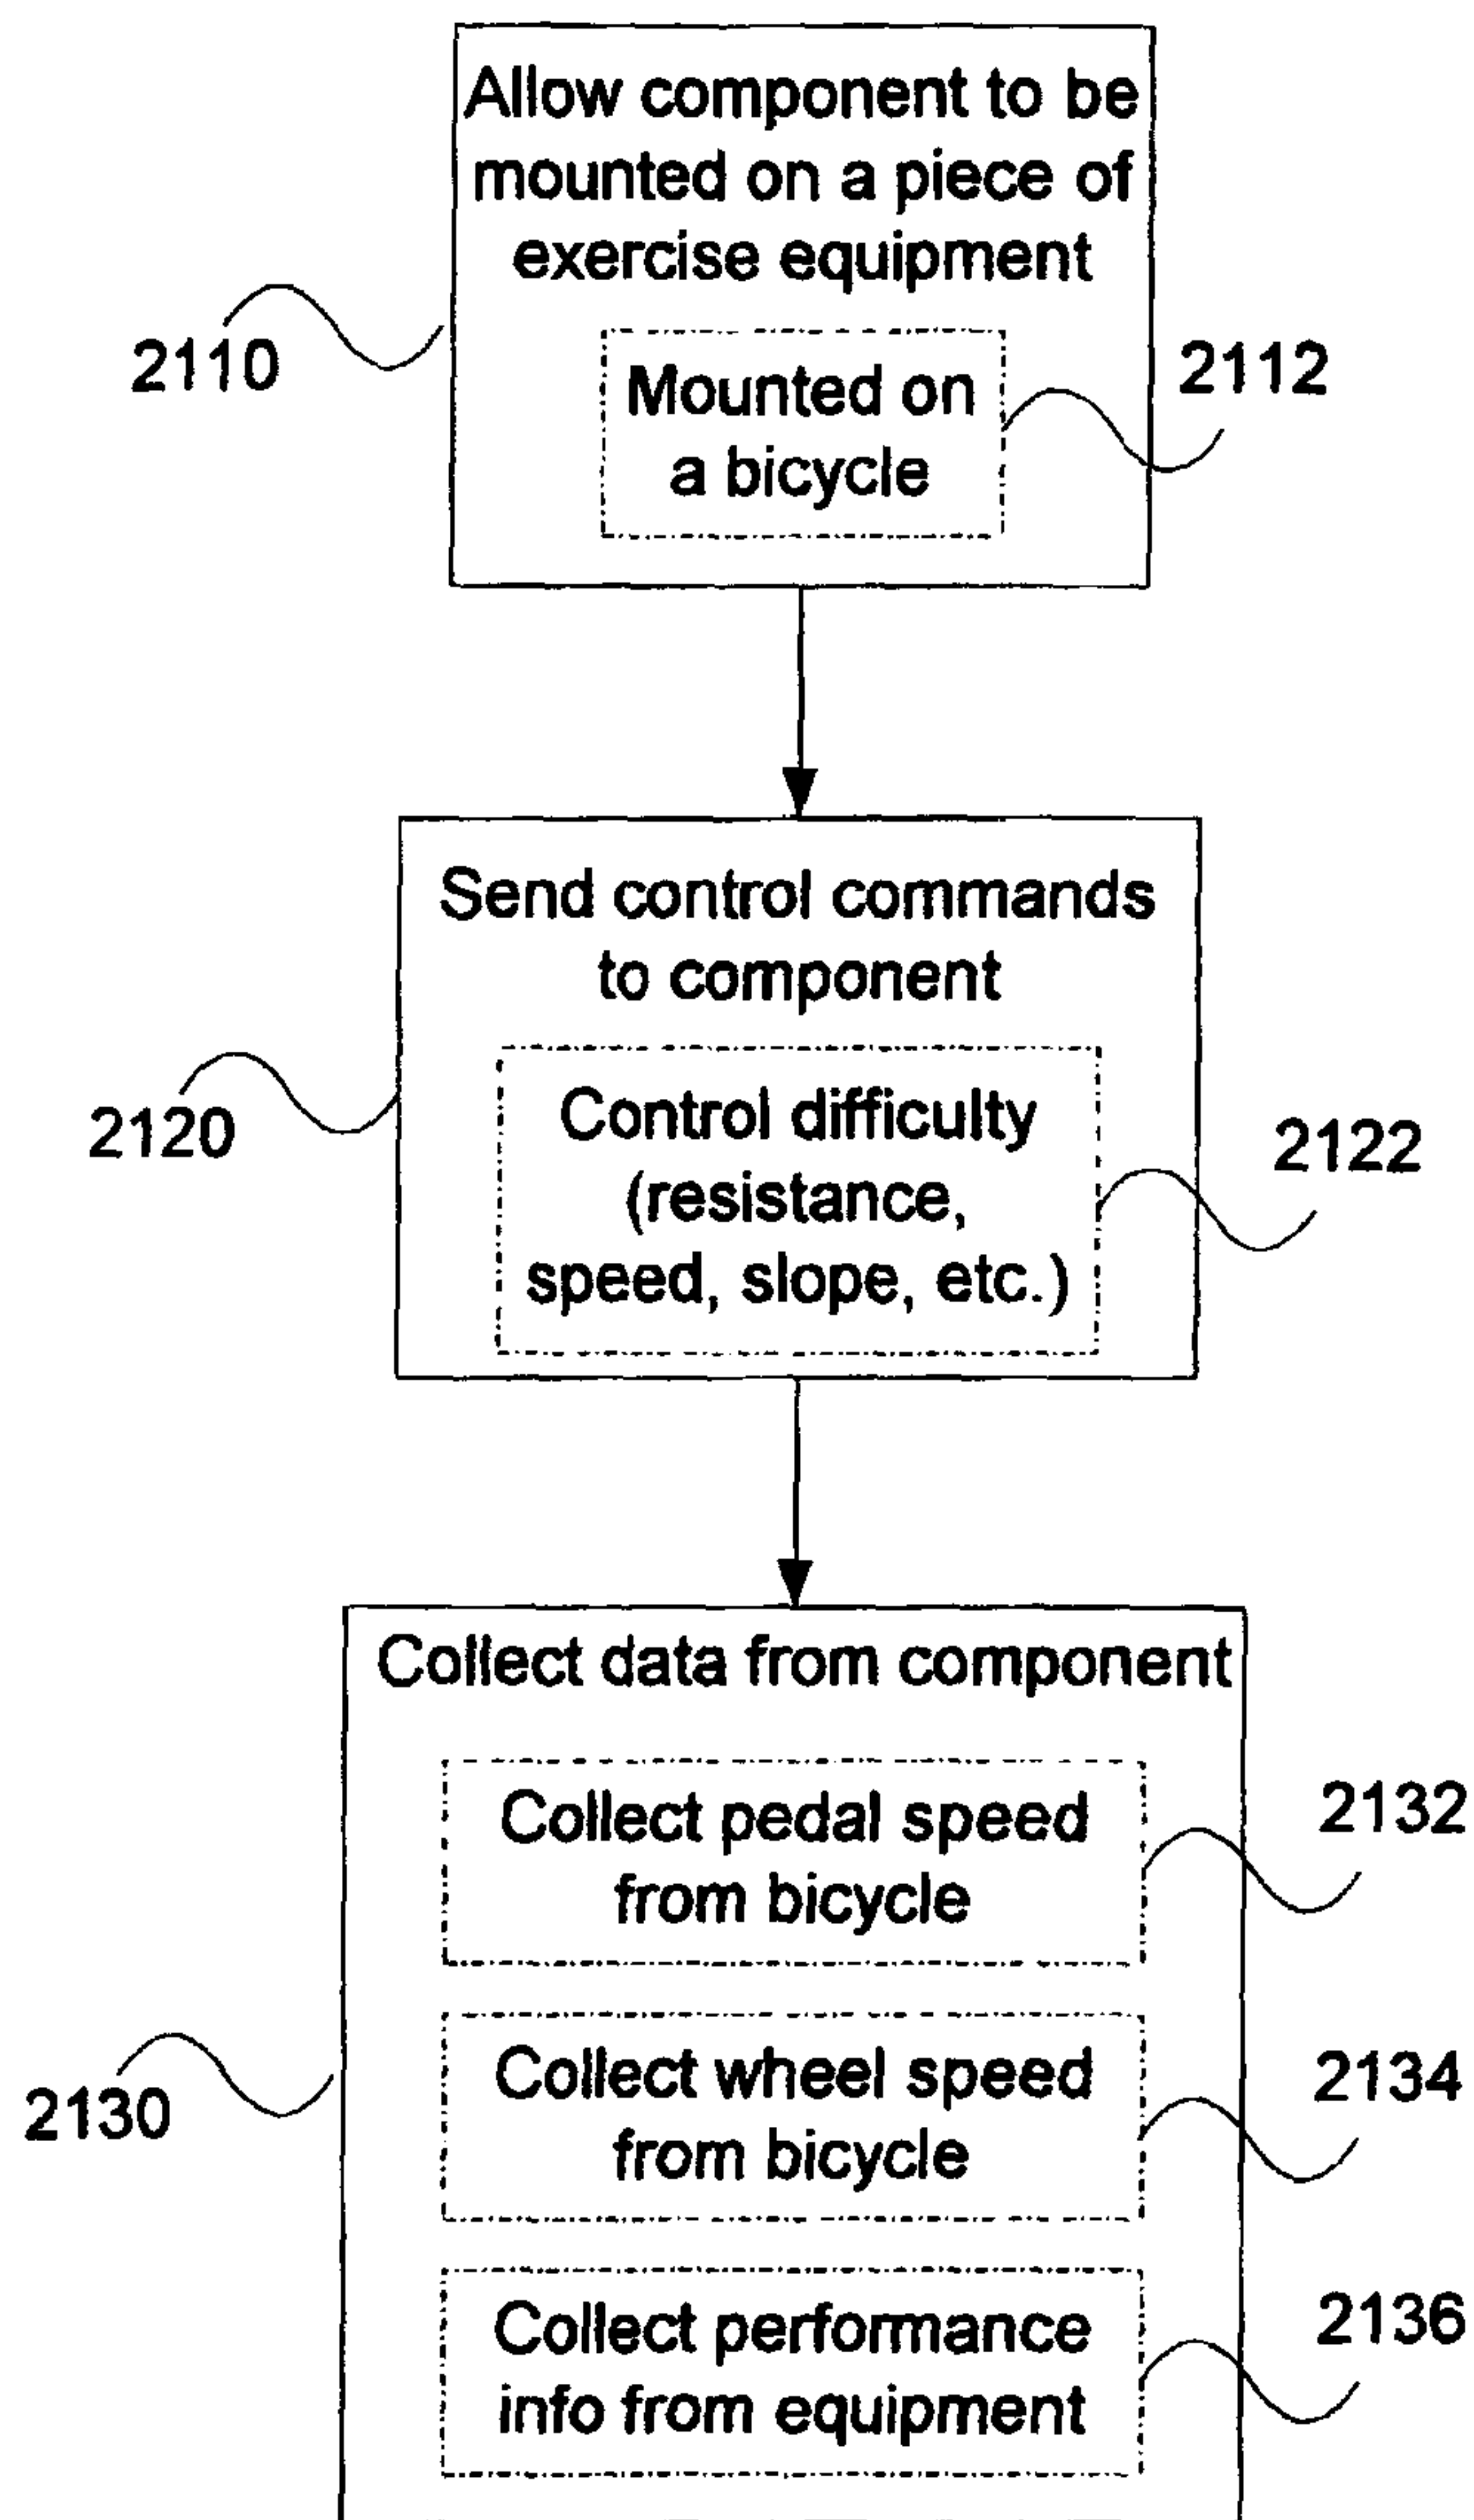 Allow component to be
mounted on a piece of
exercise equipment
2110
2112
Mounted on
a bicycle
Send control commands
to component
2120
Control difficulty
(resistance,
speed, slope, etc.)
2122
Collect data from component
2132
Collect pedal speed
from bicycle
2130
2134
Collect wheel speed
from bicycle
2136
Collect performance
info from equipment